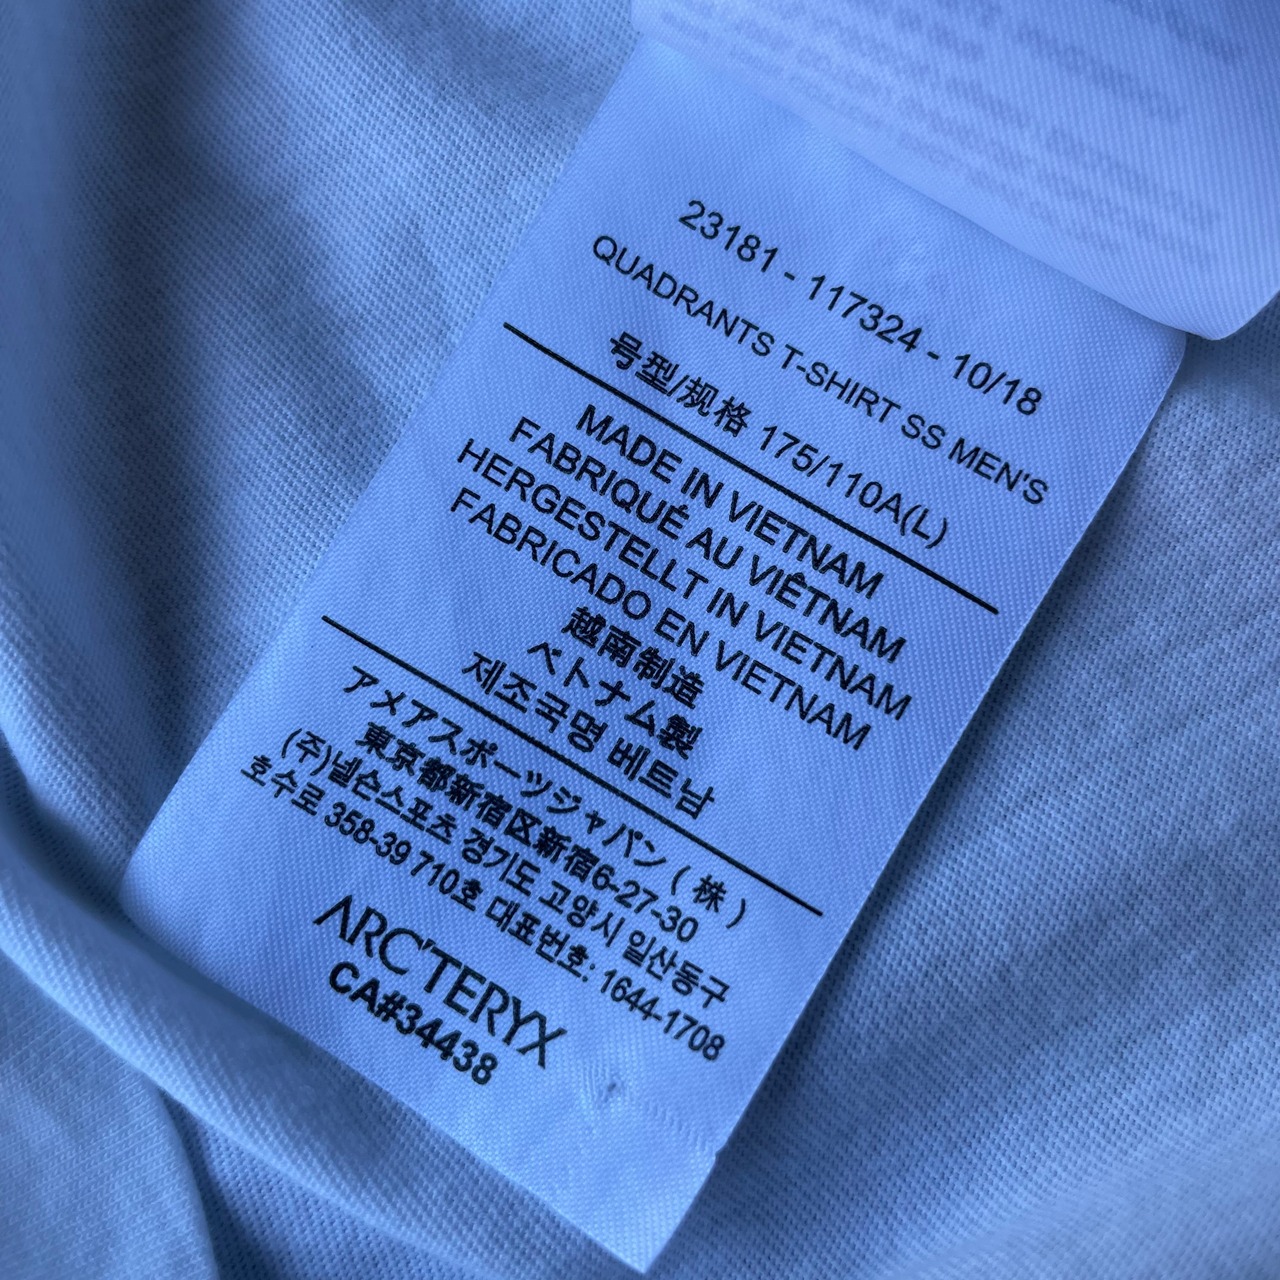 23181 - 117324 - 10/18
QUADRANTS T-SHIRT SS MEN'S
号型/规格 175/110A(L)
MADE IN VIETNAM
FABRIQUÉ AU VIÊTNAM
HERGESTELLT IN VIETNAM
FABRICADO EN VIETNAM
越南制造
ベトナム製
제조국명 베트남
アメアスポーツジャパン ( 株 )
東京都新宿区新宿6-27-30
(주)넬슨스포츠 경기도 고양시 일산동구
호수로 358-39 710호 대표번호: 1644-1708
ARC'TERYX
CA#34438